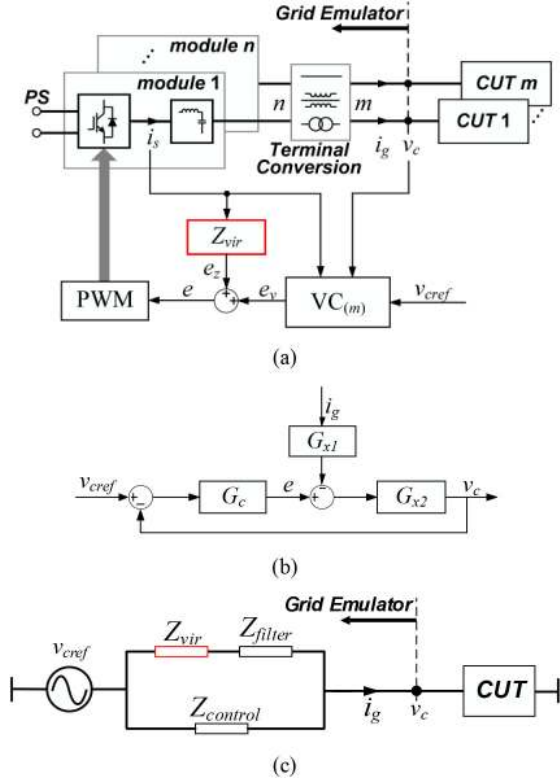 Grid Emulator
module n
module 1
PS
CUT m
CUT 1
n
m
i_s
Terminal
Conversion
i_g
v_c
Z_vir
e_z
PWM
e
+
+
e_v
VC_(m)
v_cref
(a)
i_g
G_x1
v_cref
+
−
G_c
e
+
−
G_x2
v_c
(b)
Grid Emulator
v_cref
Z_vir
Z_filter
CUT
Z_control
i_g
v_c
(c)